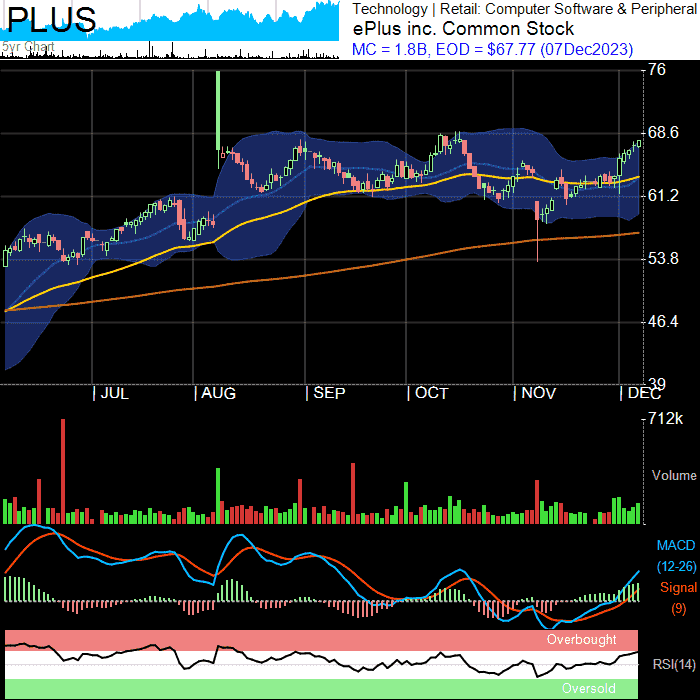 PLUS
5yr Chart
Technology | Retail: Computer Software & Peripheral
ePlus inc. Common Stock
MC = 1.8B, EOD = $67.77 (07Dec2023)
76
68.6
61.2
53.8
46.4
39
JUL AUG SEP OCT NOV DEC
712k
Volume
MACD
(12-26)
Signal
(9)
Overbought
RSI(14)
Oversold